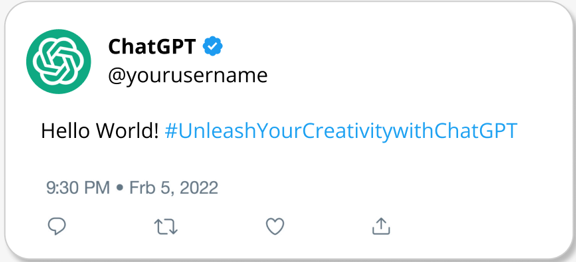 ChatGPT
@yourusername
Hello World! #UnleashYourCreativitywithChatGPT
9:30 PM • Frb 5, 2022